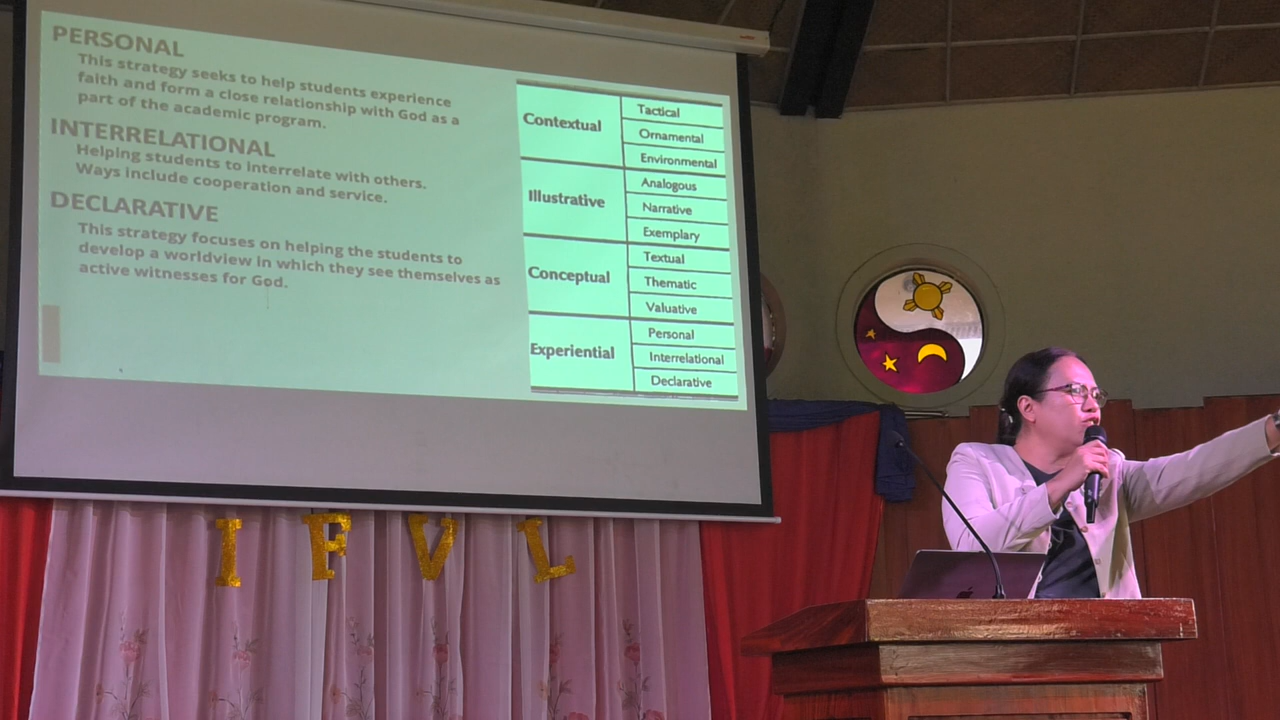 PERSONAL
This strategy seeks to help students experience
faith and form a close relationship with God as a
part of the academic program.
INTERRELATIONAL
Helping students to interrelate with others.
Ways include cooperation and service.
DECLARATIVE
This strategy focuses on helping the students to
develop a worldview in which they see themselves as
active witnesses for God.
Contextual
Tactical
Ornamental
Environmental
Illustrative
Analogous
Narrative
Exemplary
Conceptual
Textual
Thematic
Valuative
Experiential
Personal
Interrelational
Declarative
I F V L